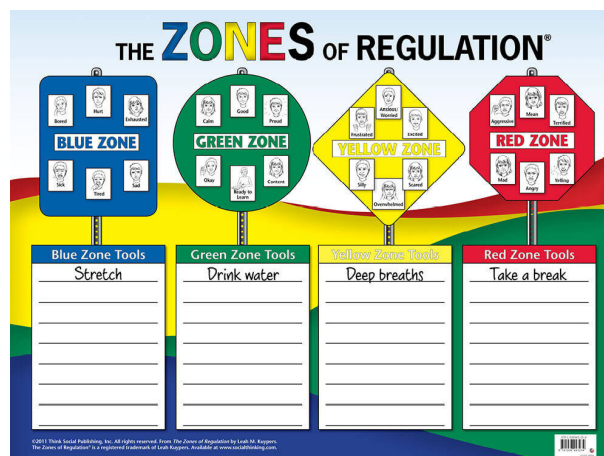 THE ZONES OF REGULATION®
Bored
Hurt
Exhausted
BLUE ZONE
Sick
Tired
Sad
Calm
Good
Proud
GREEN ZONE
Okay
Ready to
Learn
Content
Frustrated
Anxious/
Worried
Excited
YELLOW ZONE
Silly
Overwhelmed
Scared
Aggressive
Mean
Terrified
RED ZONE
Mad
Angry
Yelling
Blue Zone Tools
Stretch
Green Zone Tools
Drink water
Yellow Zone Tools
Deep breaths
Red Zone Tools
Take a break
©2011 Think Social Publishing, Inc. All rights reserved. From The Zones of Regulation by Leah M. Kuypers.
The Zones of Regulation® is a registered trademark of Leah Kuypers. Available at www.socialthinking.com.